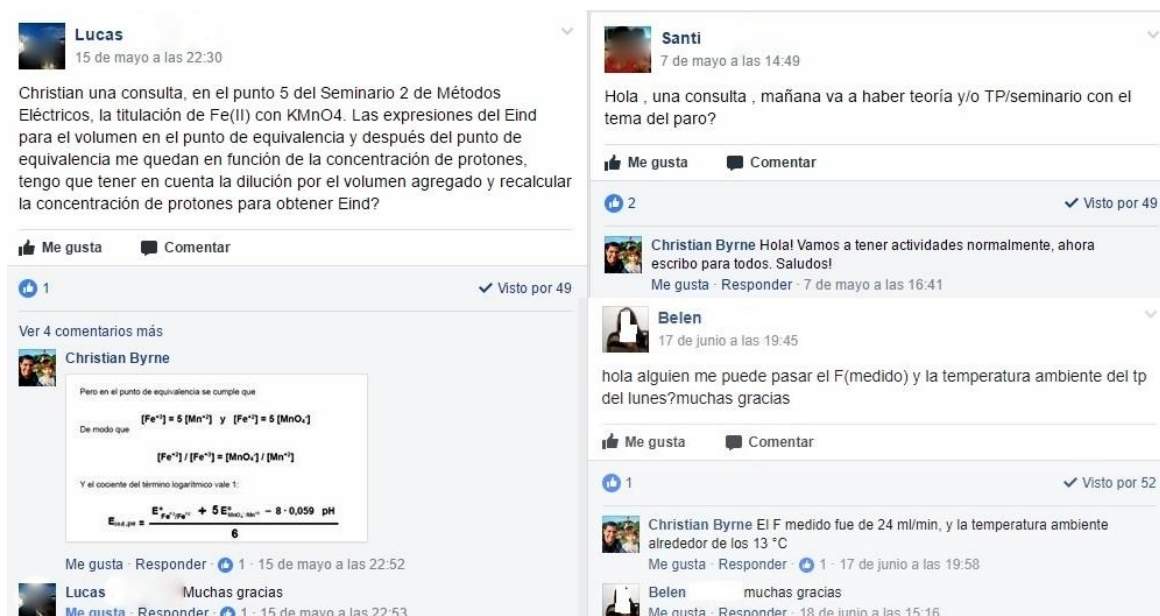 Lucas
15 de mayo a las 22:30
Christian una consulta, en el punto 5 del Seminario 2 de Métodos
Eléctricos, la titulación de Fe(II) con KMnO4. Las expresiones del Eind
para el volumen en el punto de equivalencia y después del punto de
equivalencia me quedan en función de la concentración de protones,
tengo que tener en cuenta la dilución por el volumen agregado y recalcular
la concentración de protones para obtener Eind?
Me gusta Comentar
1 Visto por 49
Ver 4 comentarios más
Christian Byrne
Pero en el punto de equivalencia se cumple que
[Fe⁺³] = 5 [Mn⁺²] y [Fe⁺²] = 5 [MnO₄⁻]
De modo que
[Fe⁺²] / [Fe⁺³] = [MnO₄⁻] / [Mn⁺²]
Y el cociente del término logarítmico vale 1:
E°Fe⁺³/Fe⁺² + 5 E°MnO₄⁻/Mn⁺² – 8 · 0,059 pH
Eind,pe =
6
Me gusta · Responder · 1 · 15 de mayo a las 22:52
Lucas Muchas gracias
Me gusta · Responder · 1 · 15 de mayo a las 22:53
Santi
7 de mayo a las 14:49
Hola , una consulta , mañana va a haber teoría y/o TP/seminario con el
tema del paro?
Me gusta Comentar
2 Visto por 49
Christian Byrne Hola! Vamos a tener actividades normalmente, ahora
escribo para todos. Saludos!
Me gusta · Responder · 7 de mayo a las 16:41
Belen
17 de junio a las 19:45
hola alguien me puede pasar el F(medido) y la temperatura ambiente del tp
del lunes?muchas gracias
Me gusta Comentar
1 Visto por 52
Christian Byrne El F medido fue de 24 ml/min, y la temperatura ambiente
alrededor de los 13 °C
Me gusta · Responder · 1 · 17 de junio a las 19:58
Belen muchas gracias
Me gusta · Responder · 18 de junio a las 15:16